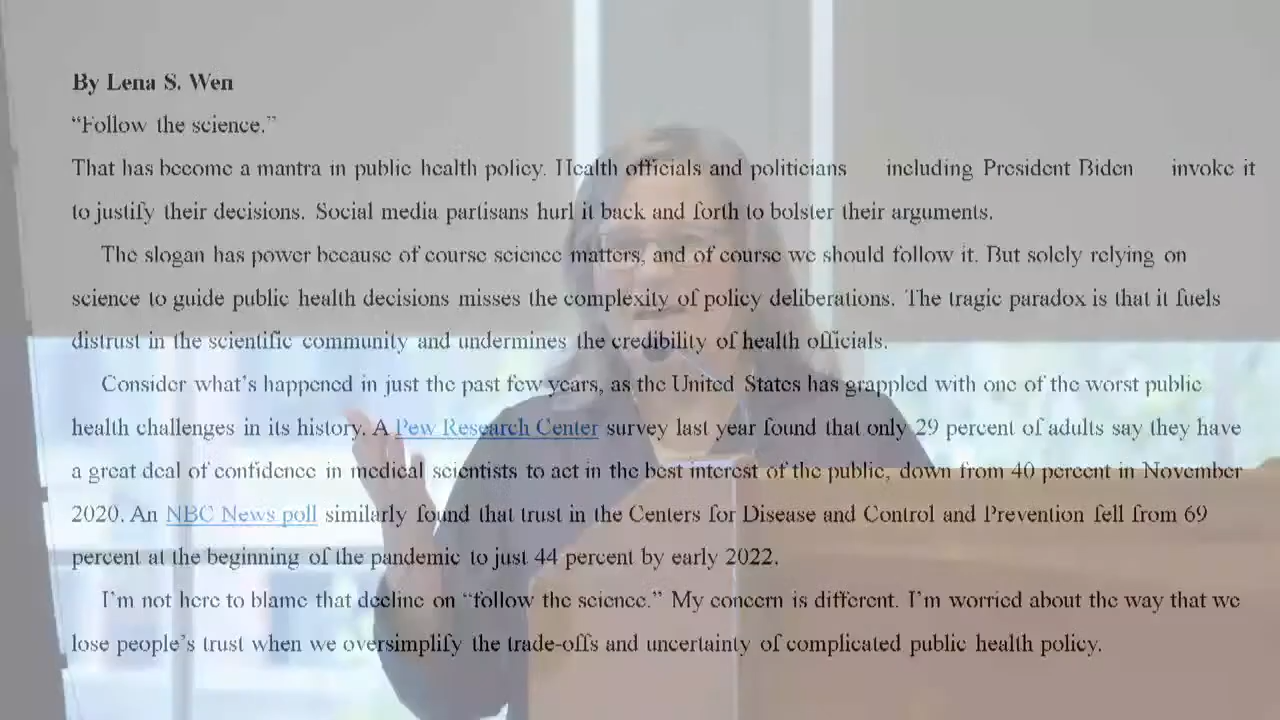 By Lena S. Wen
“Follow the science.”
That has become a mantra in public health policy. Health officials and politicians including President Biden invoke it
to justify their decisions. Social media partisans hurl it back and forth to bolster their arguments.
The slogan has power because of course science matters, and of course we should follow it. But solely relying on
science to guide public health decisions misses the complexity of policy deliberations. The tragic paradox is that it fuels
distrust in the scientific community and undermines the credibility of health officials.
Consider what’s happened in just the past few years, as the United States has grappled with one of the worst public
health challenges in its history. A Pew Research Center survey last year found that only 29 percent of adults say they have
a great deal of confidence in medical scientists to act in the best interest of the public, down from 40 percent in November
2020. An NBC News poll similarly found that trust in the Centers for Disease and Control and Prevention fell from 69
percent at the beginning of the pandemic to just 44 percent by early 2022.
I’m not here to blame that decline on “follow the science.” My concern is different. I’m worried about the way that we
lose people’s trust when we oversimplify the trade-offs and uncertainty of complicated public health policy.